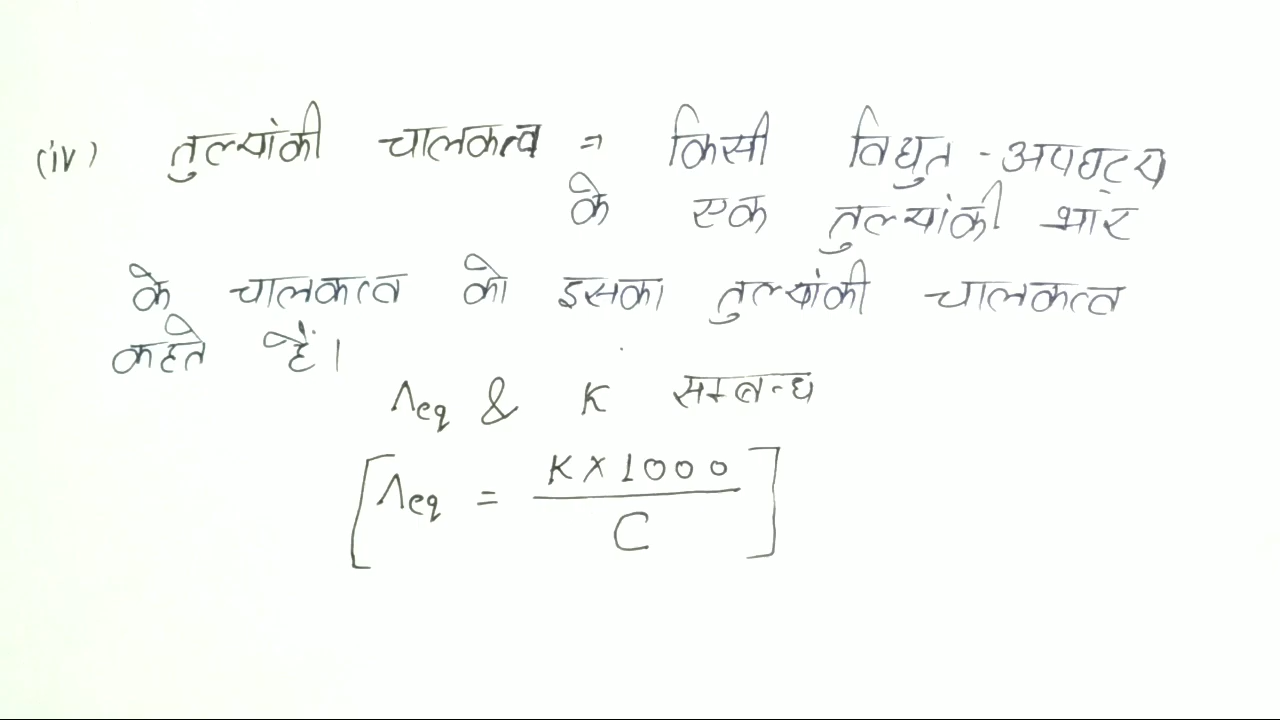 (iv) तुल्यांकी चालकत्व = किसी विद्युत - अपघट्य
के एक तुल्यांकी भार
के चालकत्व को इसका तुल्यांकी चालकत्व
कहते हैं।
Λeq & K सम्बन्ध
[Λeq = K X 1000 / C]